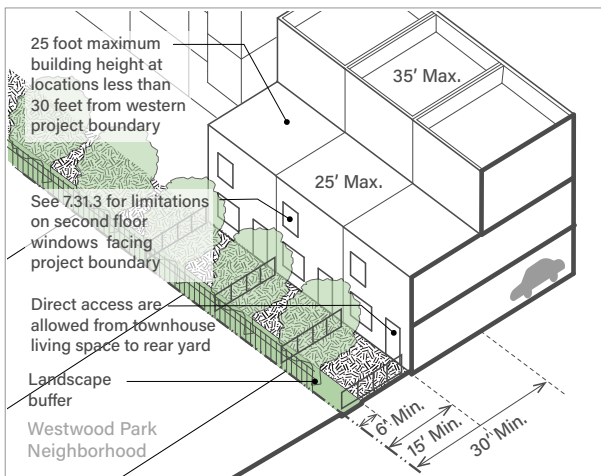 25 foot maximum
building height at
locations less than
30 feet from western
project boundary
35’ Max.
25’ Max.
See 7.31.3 for limitations
on second floor
windows facing
project boundary
Direct access are
allowed from townhouse
living space to rear yard
Landscape
buffer
Westwood Park
Neighborhood
6’ Min.
15’ Min.
30’ Min.